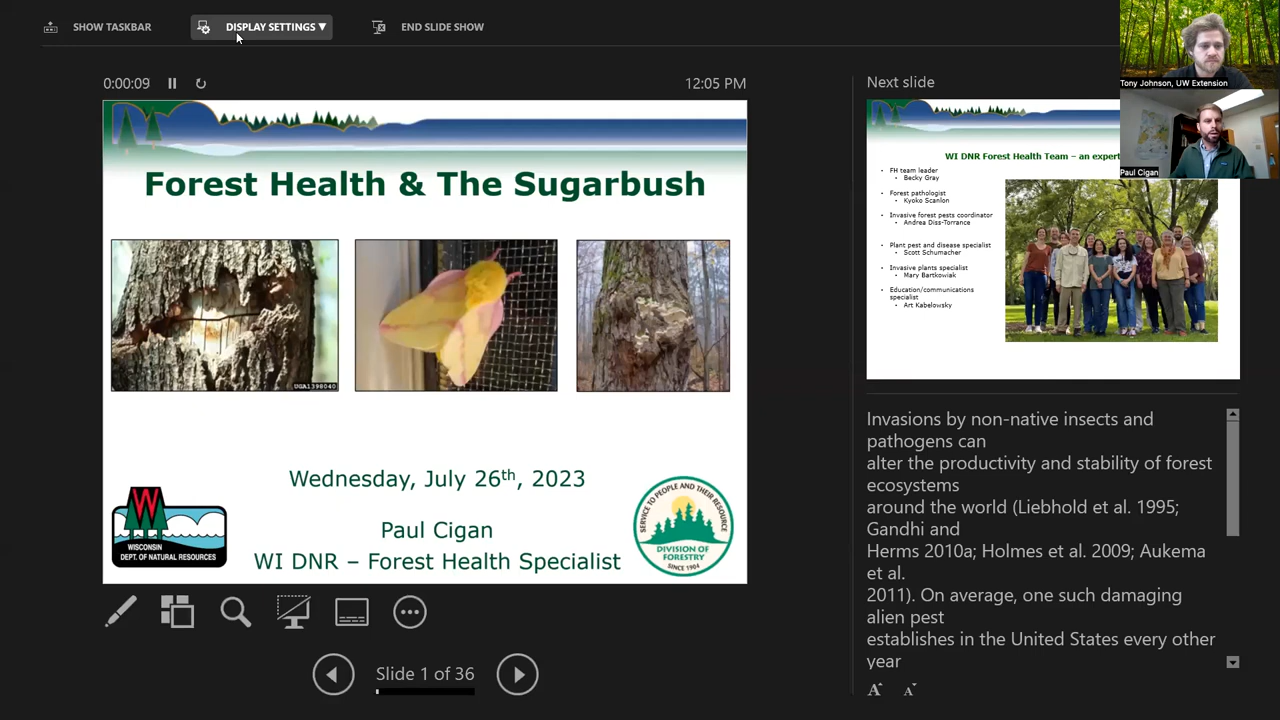 SHOW TASKBAR
DISPLAY SETTINGS ▼
END SLIDE SHOW
Tony Johnson, UW Extension
Paul Cigan
0:00:09
12:05 PM
Forest Health & The Sugarbush
UGA1398040
Wednesday, July 26th, 2023
Paul Cigan
WI DNR – Forest Health Specialist
WISCONSIN
DEPT. OF NATURAL RESOURCES
SERVICE TO PEOPLE AND THEIR RESOURCE
DIVISION OF
FORESTRY
SINCE 1904
Slide 1 of 36
Next slide
WI DNR Forest Health Team – an expert
• FH team leader
• Becky Gray
• Forest pathologist
• Kyoko Scanlon
• Invasive forest pests coordinator
• Andrea Diss-Torrance
• Plant pest and disease specialist
• Scott Schumacher
• Invasive plants specialist
• Mary Bartkowiak
• Education/communications
specialist
• Art Kabelowsky
Invasions by non-native insects and
pathogens can
alter the productivity and stability of forest
ecosystems
around the world (Liebhold et al. 1995;
Gandhi and
Herms 2010a; Holmes et al. 2009; Aukema
et al.
2011). On average, one such damaging
alien pest
establishes in the United States every other
year
A A